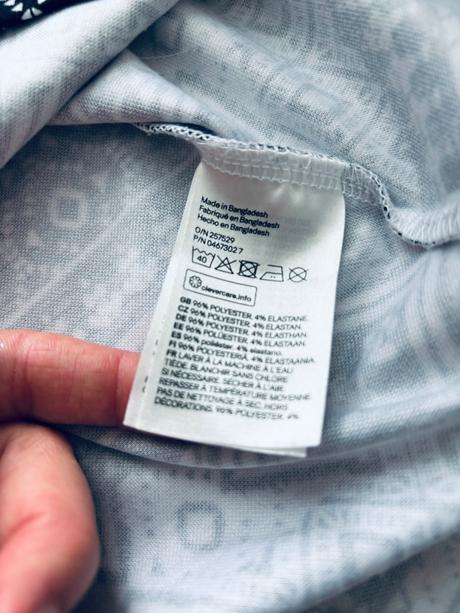 Made in Bangladesh
Fabriqué en Bangladesh
Hecho en Bangladesh
O/N 257529
P/N 04673027
40
clevercare.info
GB 96% POLYESTER. 4% ELASTANE.
CZ 96% POLYESTER. 4% ELASTAN.
DE 96% POLYESTER. 4% ELASTHAN.
EE 96% POLÜESTER. 4% ELASTAAN.
ES 96% poliéster. 4% elastano.
FI 96% POLYESTERIÄ. 4% ELASTAANIA.
FR LAVER À LA MACHINE À L'EAU
TIÈDE. BLANCHIR SANS CHLORE
SI NÉCESSAIRE. SÉCHER À L'AIR.
REPASSER À TEMPÉRATURE MOYENNE
PAS DE NETTOYAGE À SEC. HORS
DÉCORATIONS. 96% POLYESTER. 4%